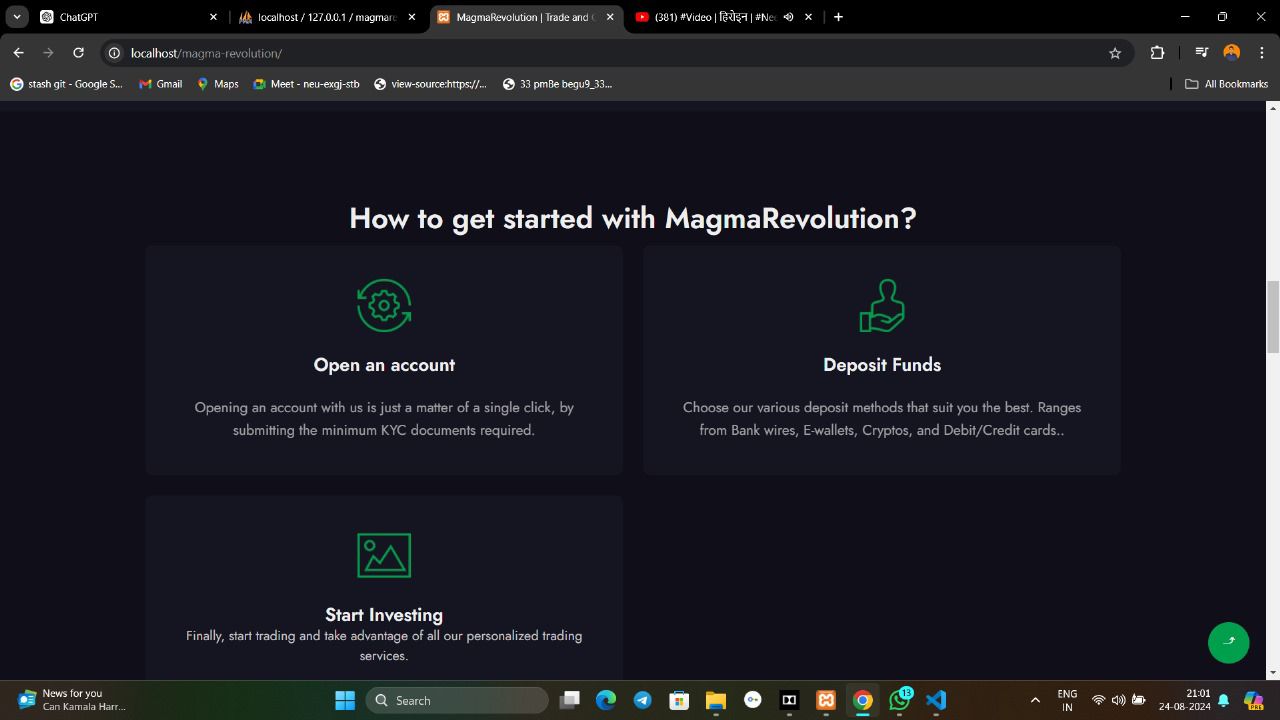 ChatGPT
localhost / 127.0.0.1 / magmare
MagmaRevolution | Trade and
(381) #Video | हिरोइन | #Nee
localhost/magma-revolution/
stash git - Google S...
Gmail
Maps
Meet - neu-exgj-stb
view-source:https://...
33 pmBe begu9_33...
All Bookmarks
How to get started with MagmaRevolution?
Open an account
Opening an account with us is just a matter of a single click, by
submitting the minimum KYC documents required.
Deposit Funds
Choose our various deposit methods that suit you the best. Ranges
from Bank wires, E-wallets, Cryptos, and Debit/Credit cards..
Start Investing
Finally, start trading and take advantage of all our personalized trading
services.
News for you
Can Kamala Harr...
Search
13
ENG
IN
21:01
24-08-2024
PRE